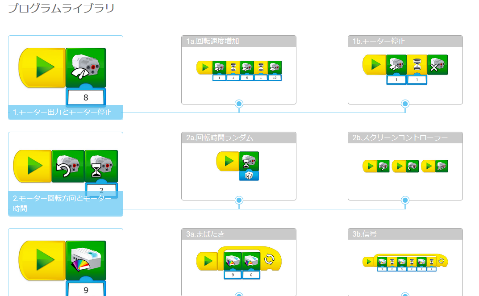 プログラムライブラリ
1a.回転速度増加
1b.モーター停止
8
1.モーター出力とモーター停止
2a.回転時間ランダム
2b.スクリーンコントローラー
2
2.モーター回転方向とモーター
時間
3a.まばたき
3b.信号
9